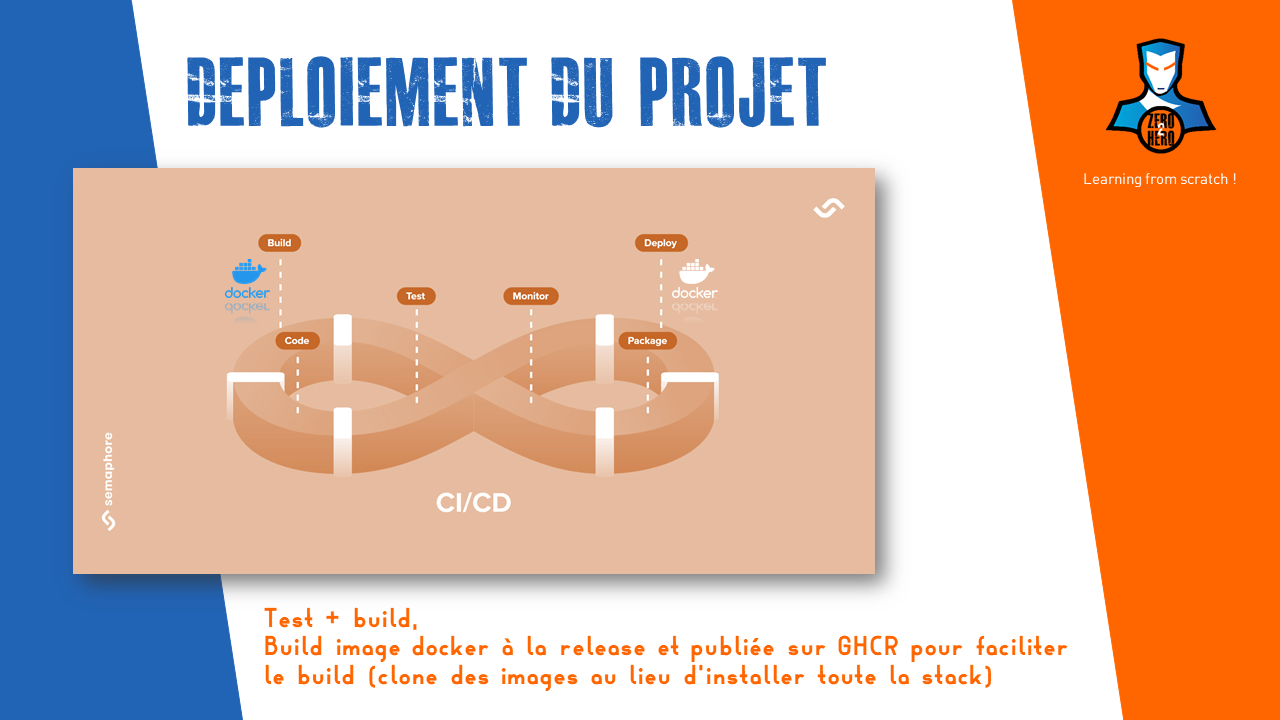 DEPLOIEMENT DU PROJET
ZERO
2
HERO
Learning from scratch !
Build
Deploy
docker
docker
Test
Monitor
Code
Package
semaphore
CI/CD
Test + build,
Build image docker à la release et publiée sur GHCR pour faciliter
le build (clone des images au lieu d'installer toute la stack)